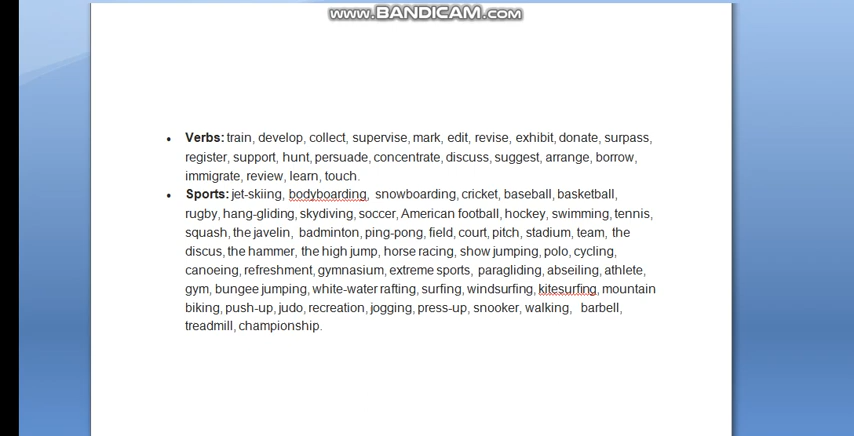 www.BANDICAM.com
• Verbs: train, develop, collect, supervise, mark, edit, revise, exhibit, donate, surpass,
register, support, hunt, persuade, concentrate, discuss, suggest, arrange, borrow,
immigrate, review, learn, touch.
• Sports: jet-skiing, bodyboarding, snowboarding, cricket, baseball, basketball,
rugby, hang-gliding, skydiving, soccer, American football, hockey, swimming, tennis,
squash, the javelin, badminton, ping-pong, field, court, pitch, stadium, team, the
discus, the hammer, the high jump, horse racing, show jumping, polo, cycling,
canoeing, refreshment, gymnasium, extreme sports, paragliding, abseiling, athlete,
gym, bungee jumping, white-water rafting, surfing, windsurfing, kitesurfing, mountain
biking, push-up, judo, recreation, jogging, press-up, snooker, walking, barbell,
treadmill, championship.